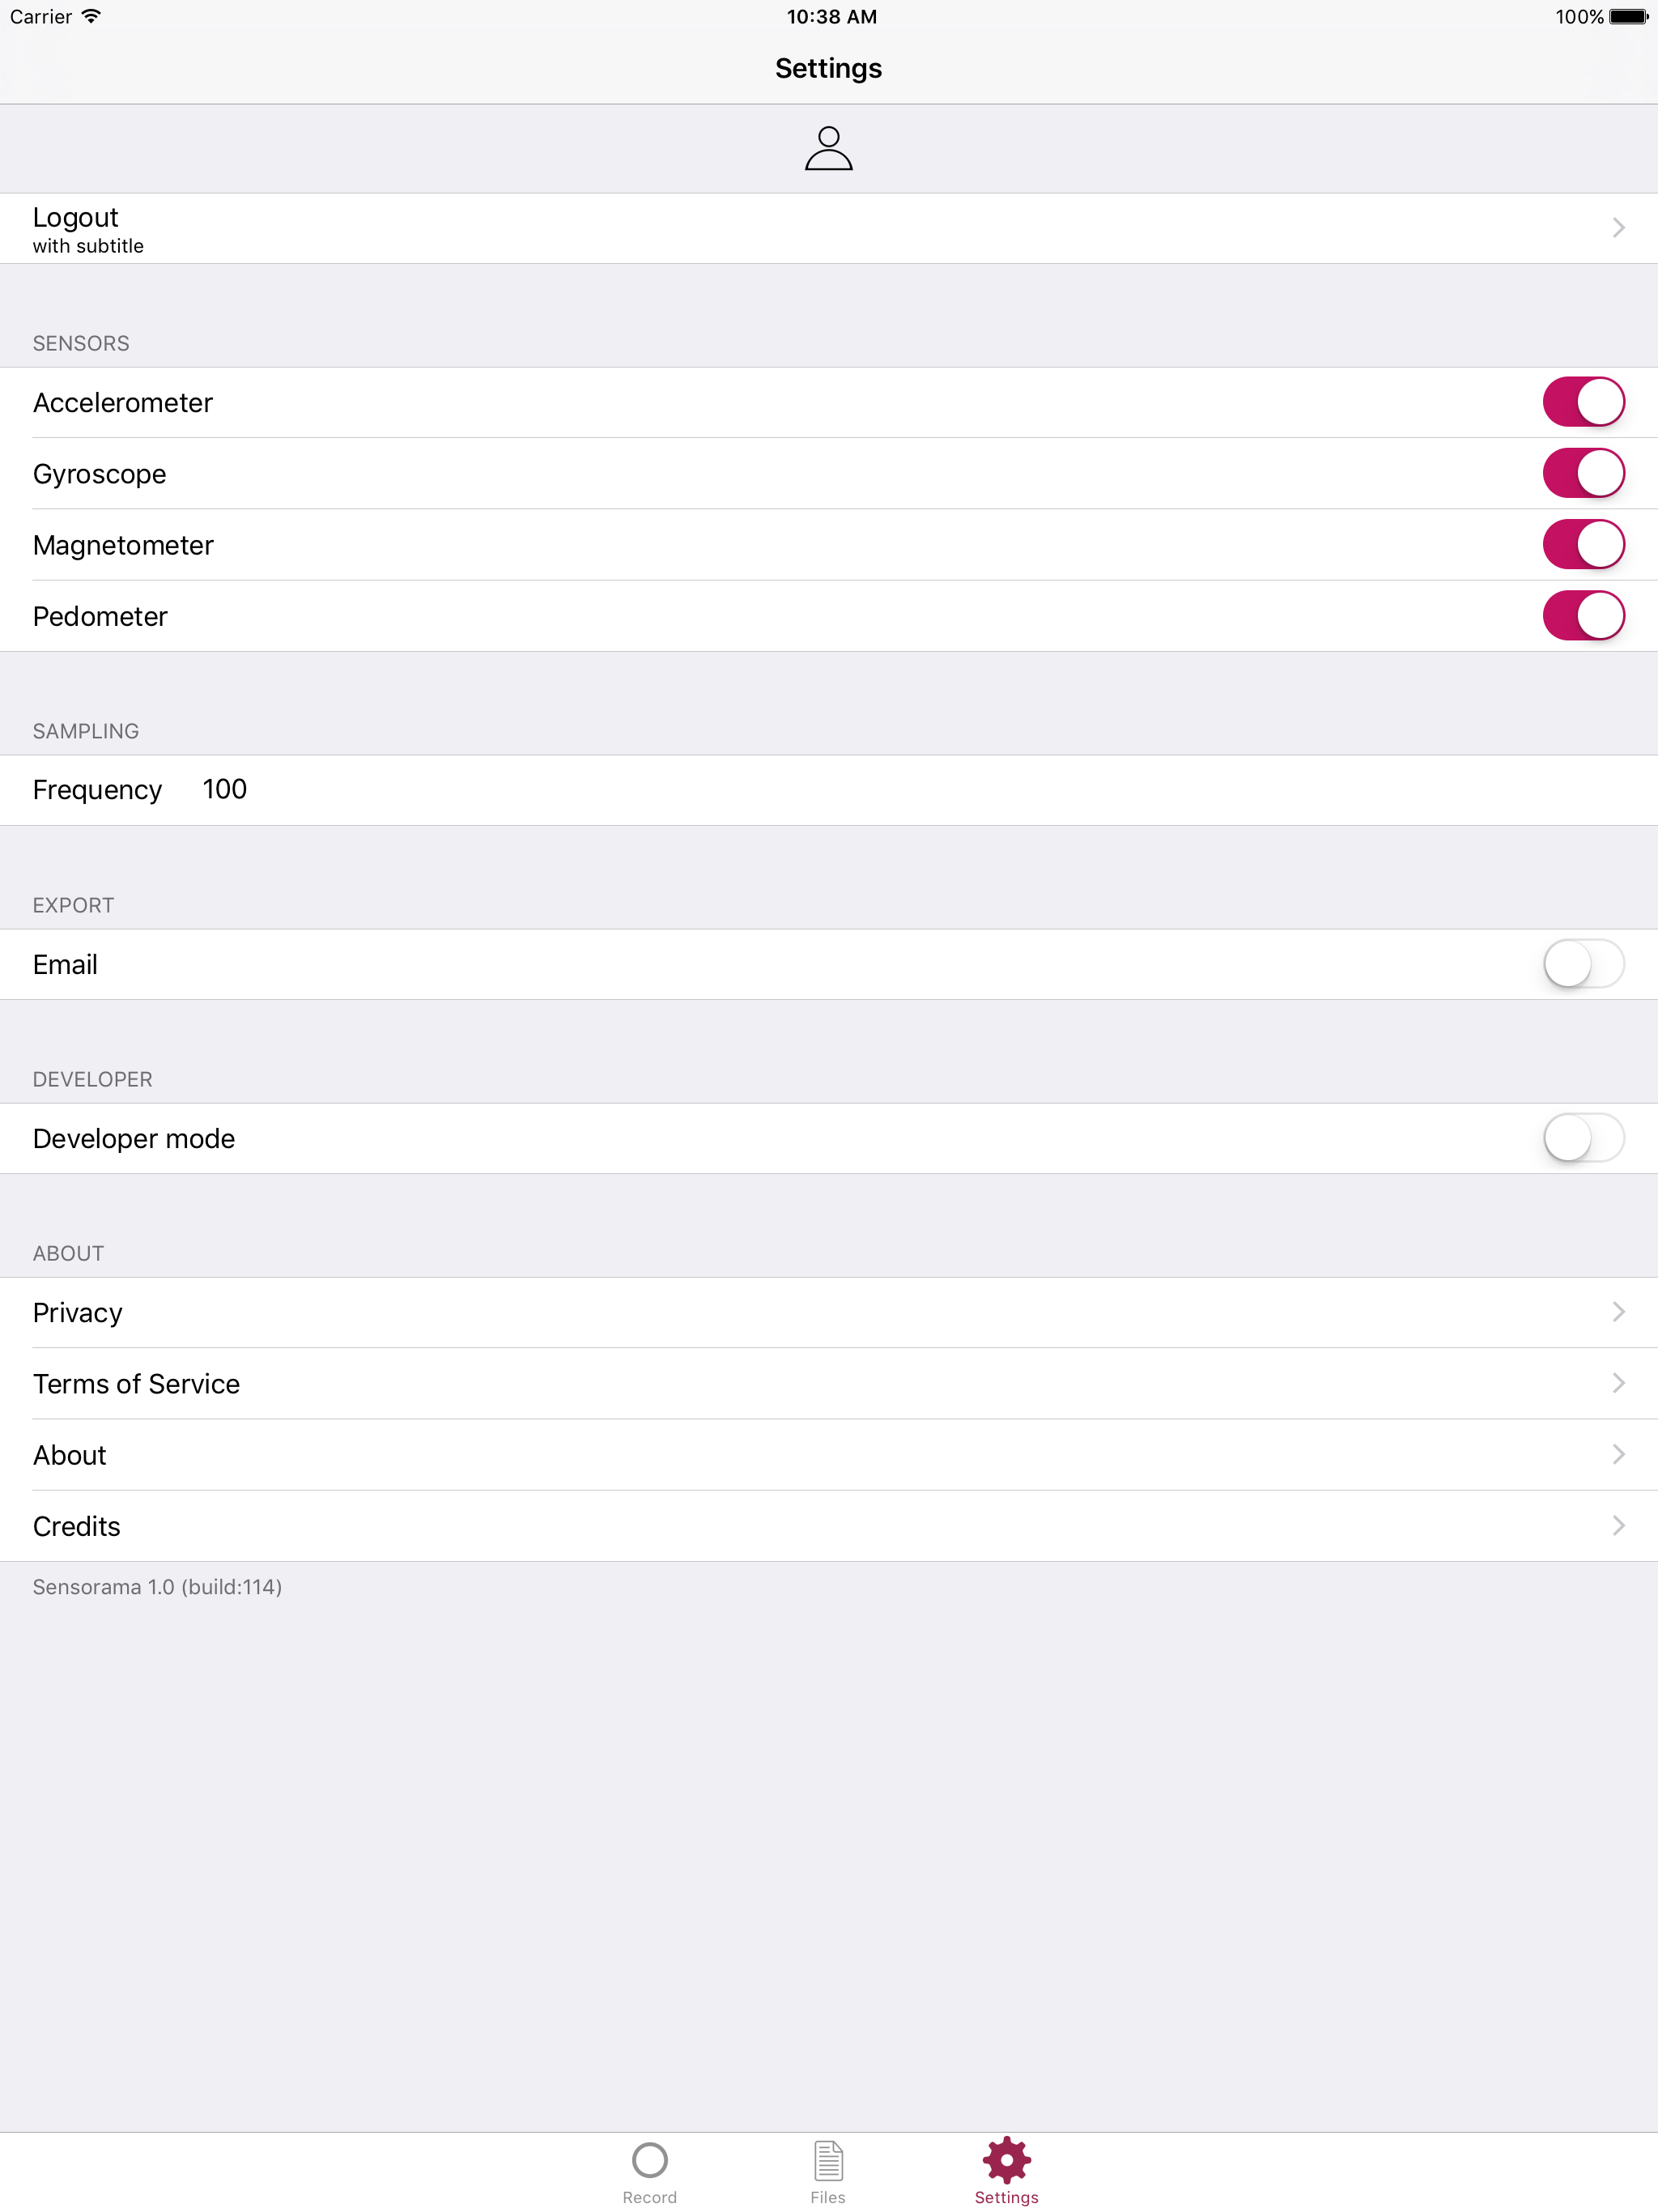 Carrier 10:38 AM 100%
Settings
Logout
with subtitle
SENSORS
Accelerometer
Gyroscope
Magnetometer
Pedometer
SAMPLING
Frequency 100
EXPORT
Email
DEVELOPER
Developer mode
ABOUT
Privacy
Terms of Service
About
Credits
Sensorama 1.0 (build:114)
Record Files Settings